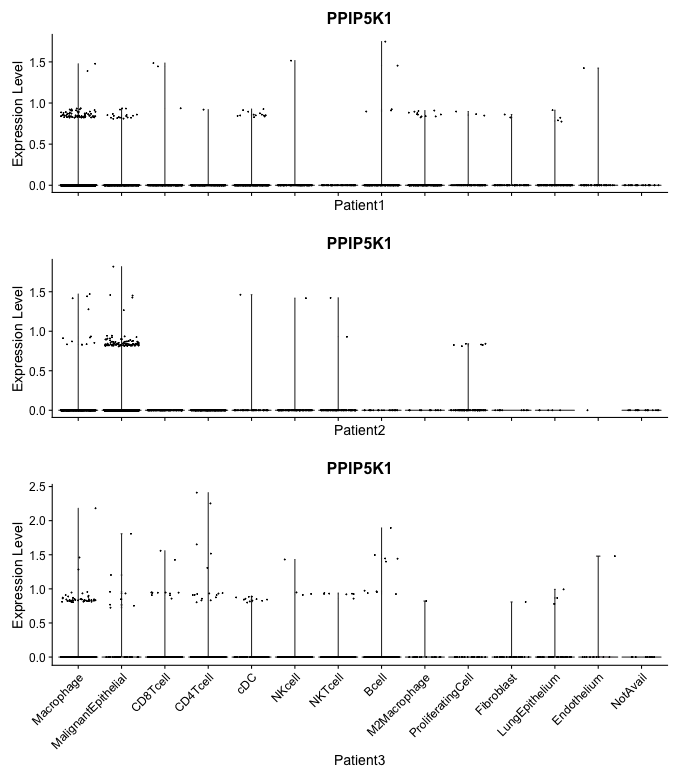 PPIP5K1
Expression Level
1.5
1.0
0.5
0.0
Patient1
PPIP5K1
Expression Level
1.5
1.0
0.5
0.0
Patient2
PPIP5K1
Expression Level
2.5
2.0
1.5
1.0
0.5
0.0
Macrophage
MalignantEpithelial
CD8Tcell
CD4Tcell
cDC
NKcell
NKTcell
Bcell
M2Macrophage
ProliferatingCell
Fibroblast
LungEpithelium
Endothelium
NotAvail
Patient3